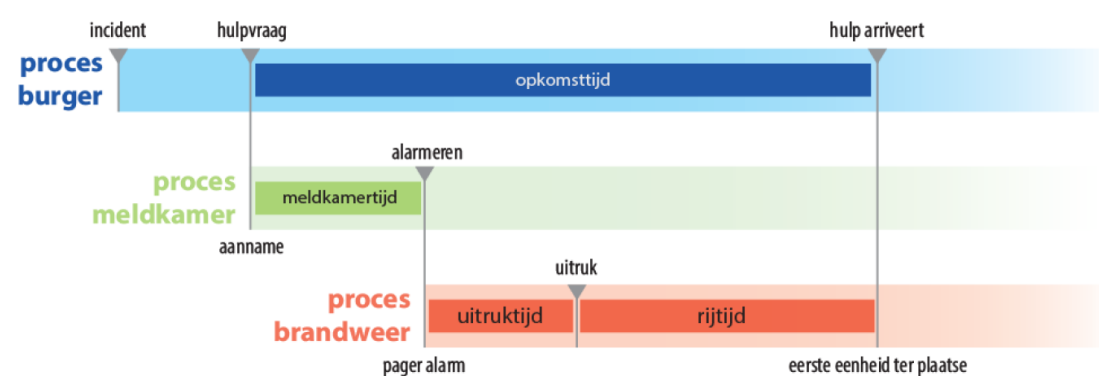 incident
hulpvraag
hulp arriveert
proces
burger
opkomsttijd
alarmeren
proces
meldkamer
meldkamertijd
aanname
uitruk
proces
brandweer
uitruktijd
rijtijd
pager alarm
eerste eenheid ter plaatse